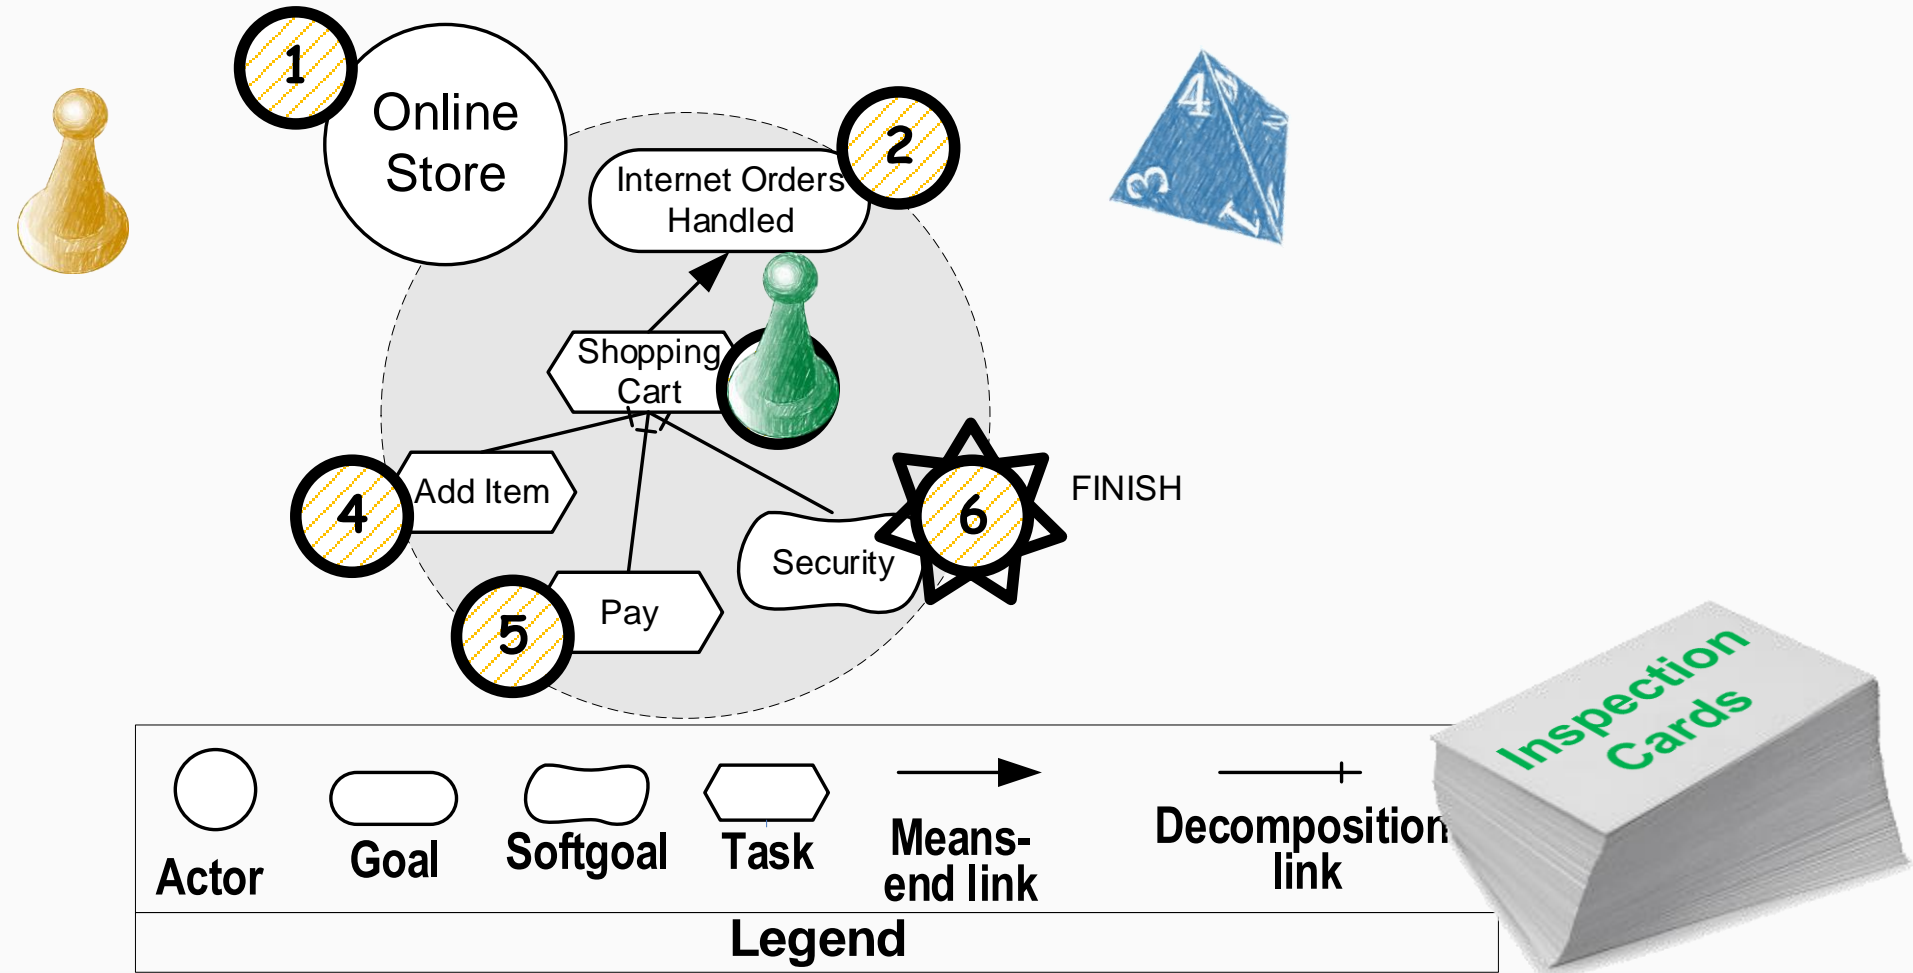 1
Online
Store
2
Internet Orders
Handled
4
3
1
Shopping
Cart
4
Add Item
5
Pay
Security
6
FINISH
Inspection
Cards
Actor
Goal
Softgoal
Task
Means-
end link
Decomposition
link
Legend